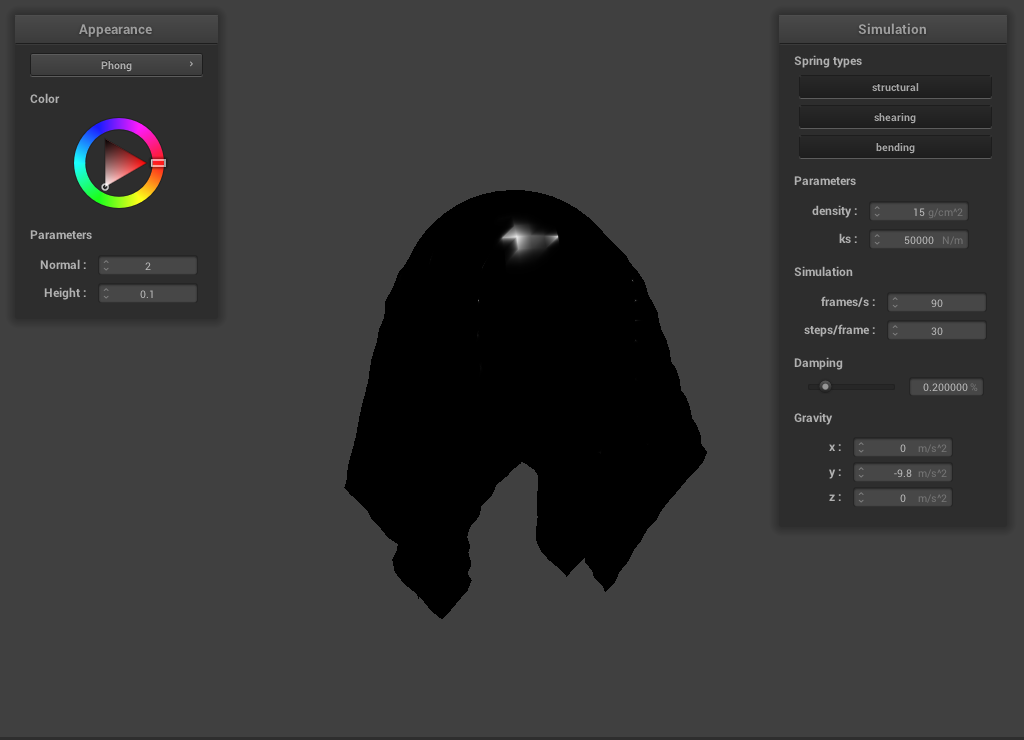 Appearance
Phong
Color
Parameters
Normal : 2
Height : 0.1
Simulation
Spring types
structural
shearing
bending
Parameters
density : 15 g/cm^2
ks : 50000 N/m
Simulation
frames/s : 90
steps/frame : 30
Damping
0.200000 %
Gravity
x : 0 m/s^2
y : -9.8 m/s^2
z : 0 m/s^2